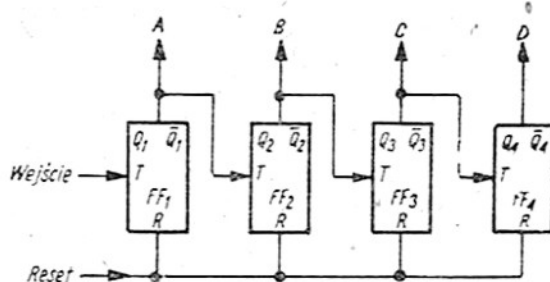 A B C D
Q₁ Q̄₁ Q₂ Q̄₂ Q₃ Q̄₃ Q₄ Q̄₄
Wejście T T T T
FF₁ FF₂ FF₃ FF₄
R R R R
Reset